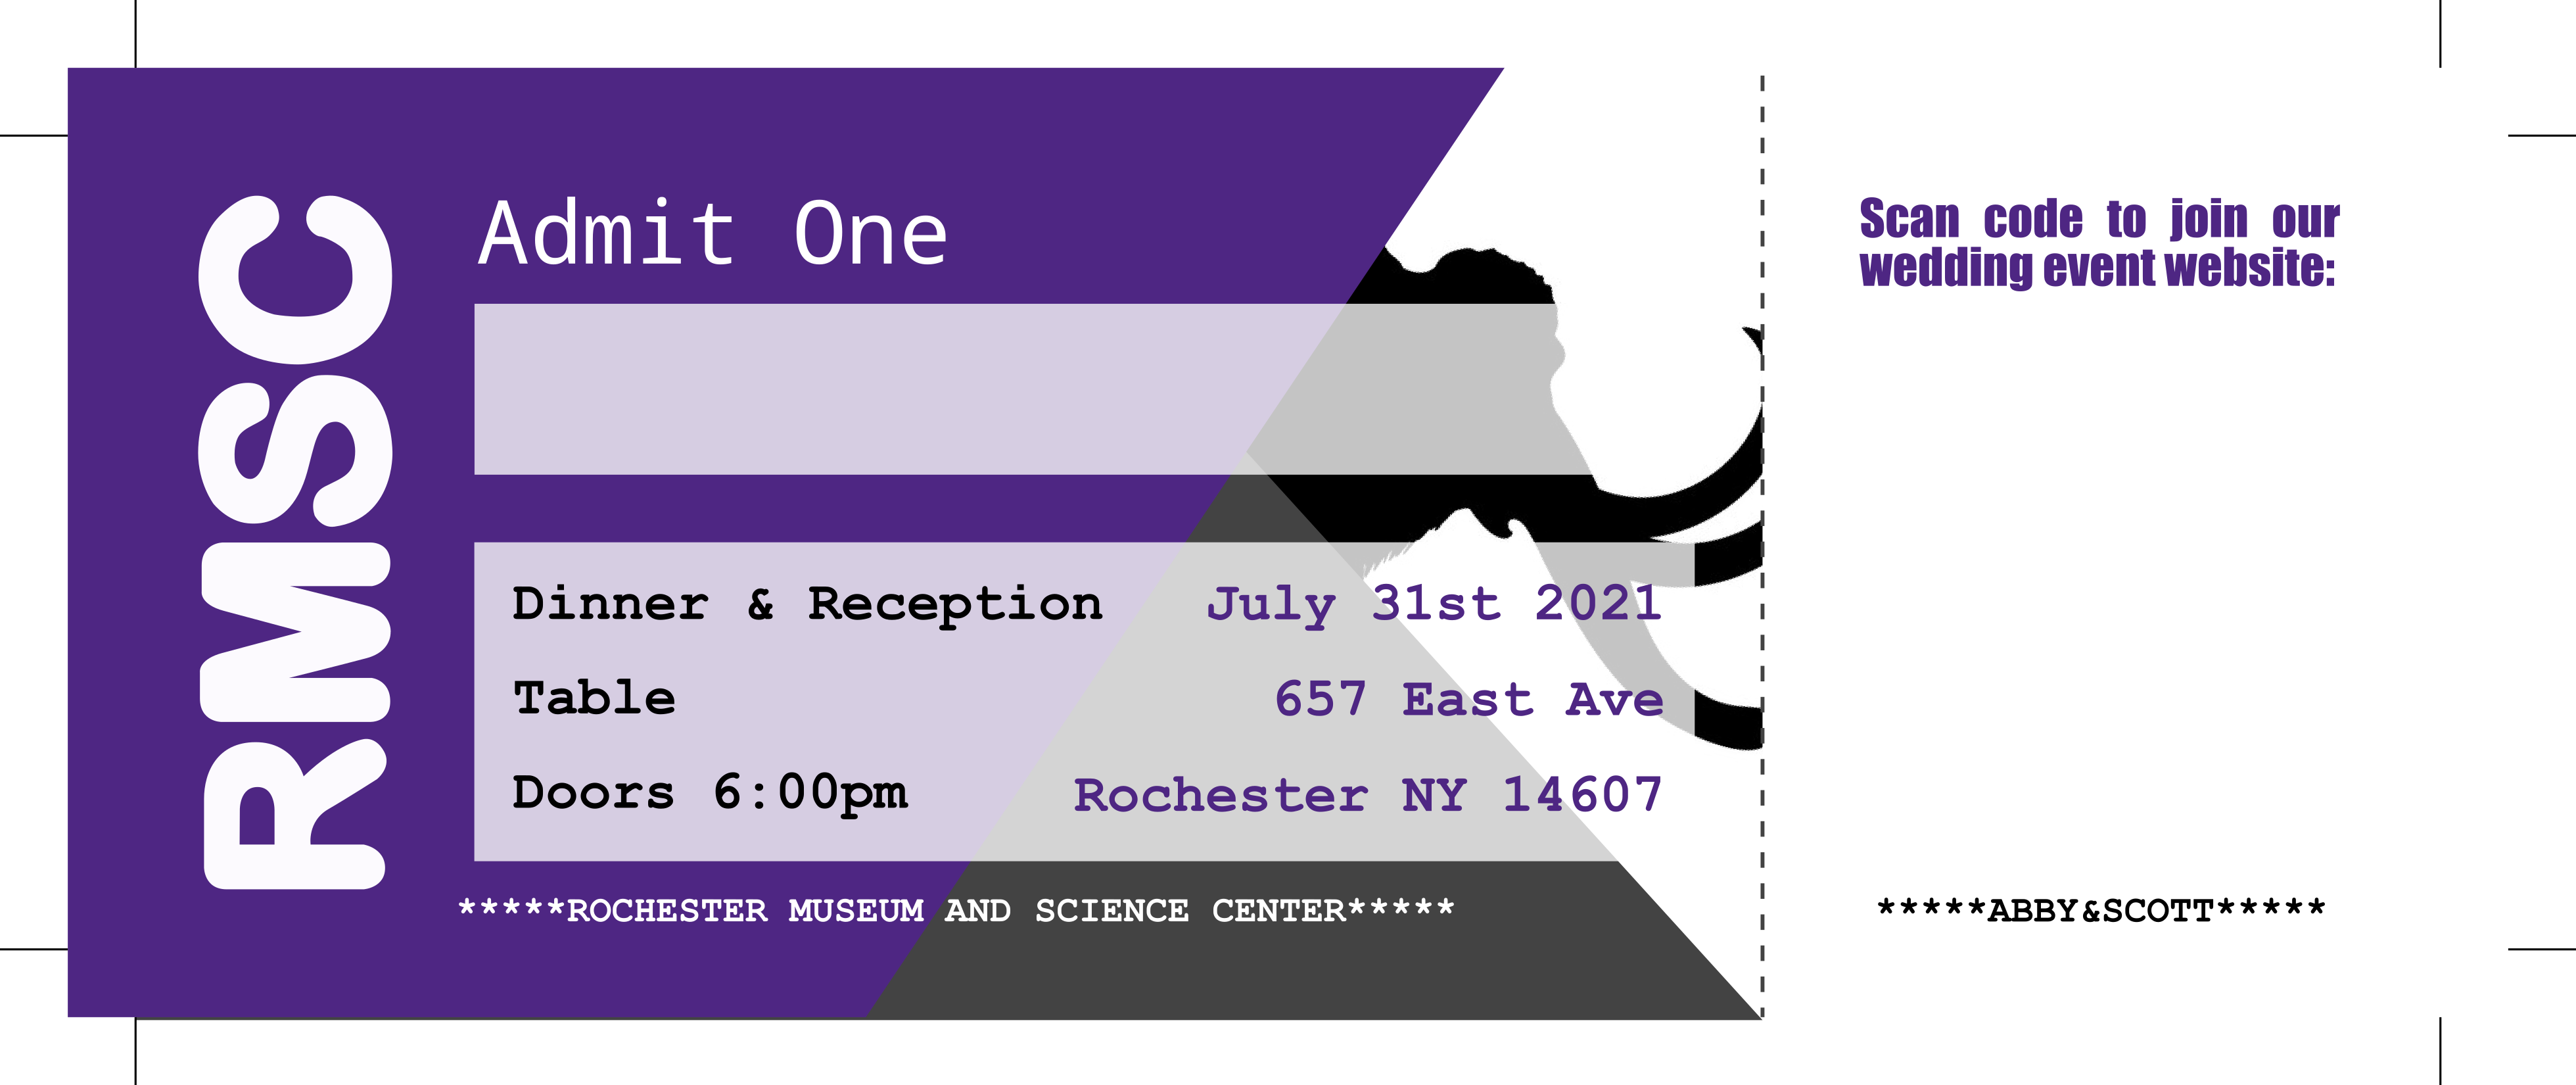 RMSC
Admit One
Dinner & Reception
July 31st 2021
Table
657 East Ave
Doors 6:00pm
Rochester NY 14607
*****ROCHESTER MUSEUM AND SCIENCE CENTER*****
Scan code to join our
wedding event website:
*****ABBY&SCOTT*****